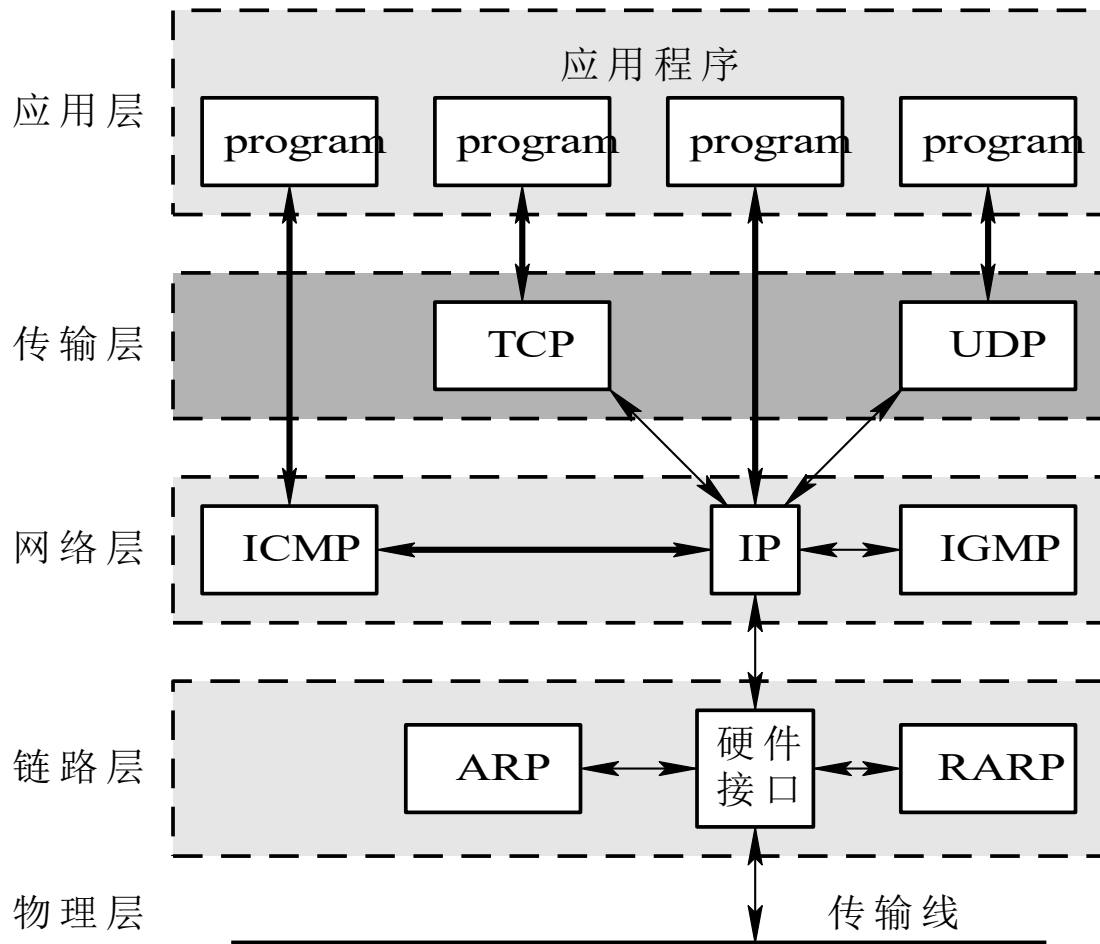 应用程序
应用层
program program program program
传输层
TCP UDP
网络层
ICMP IP IGMP
链路层
ARP 硬件 RARP
接口
物理层 传输线